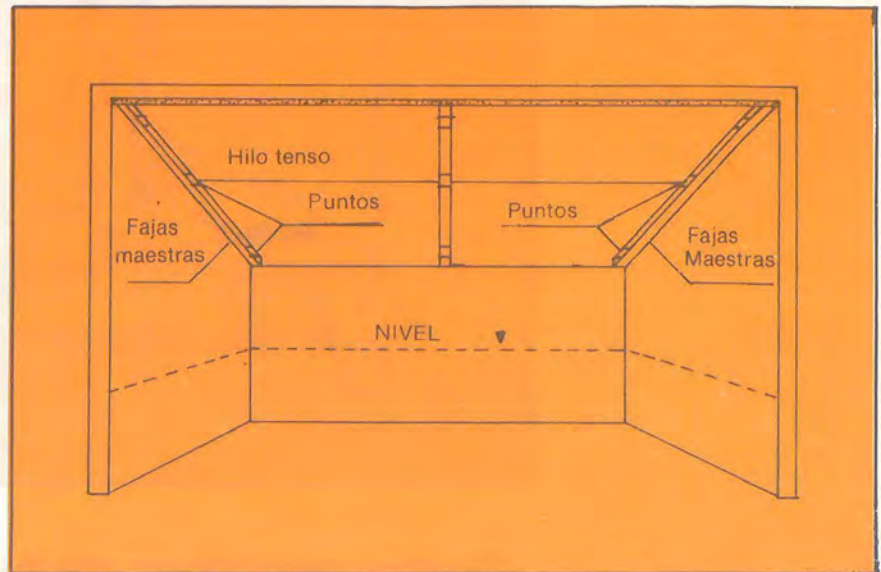 Hilo tenso
Puntos
Puntos
Fajas
maestras
Fajas
Maestras
NIVEL